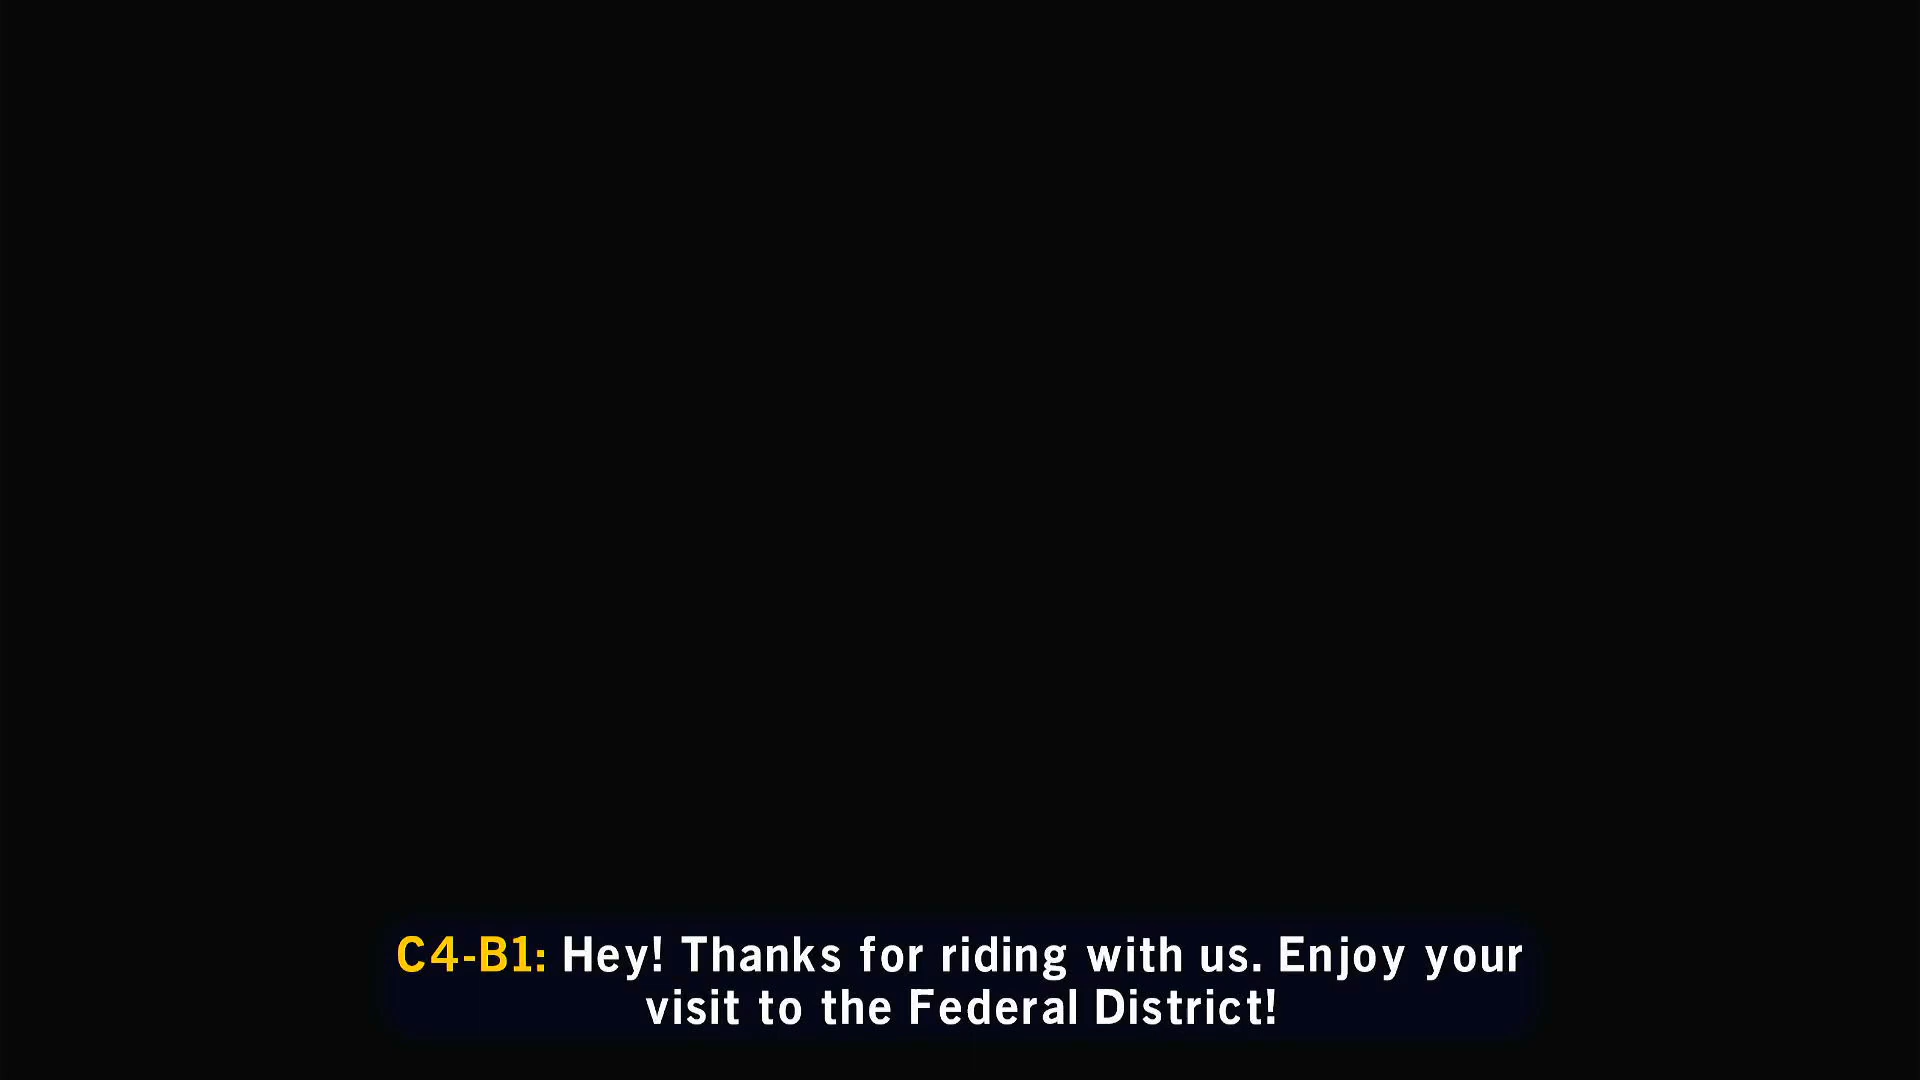 C4-B1: Hey! Thanks for riding with us. Enjoy your
visit to the Federal District!